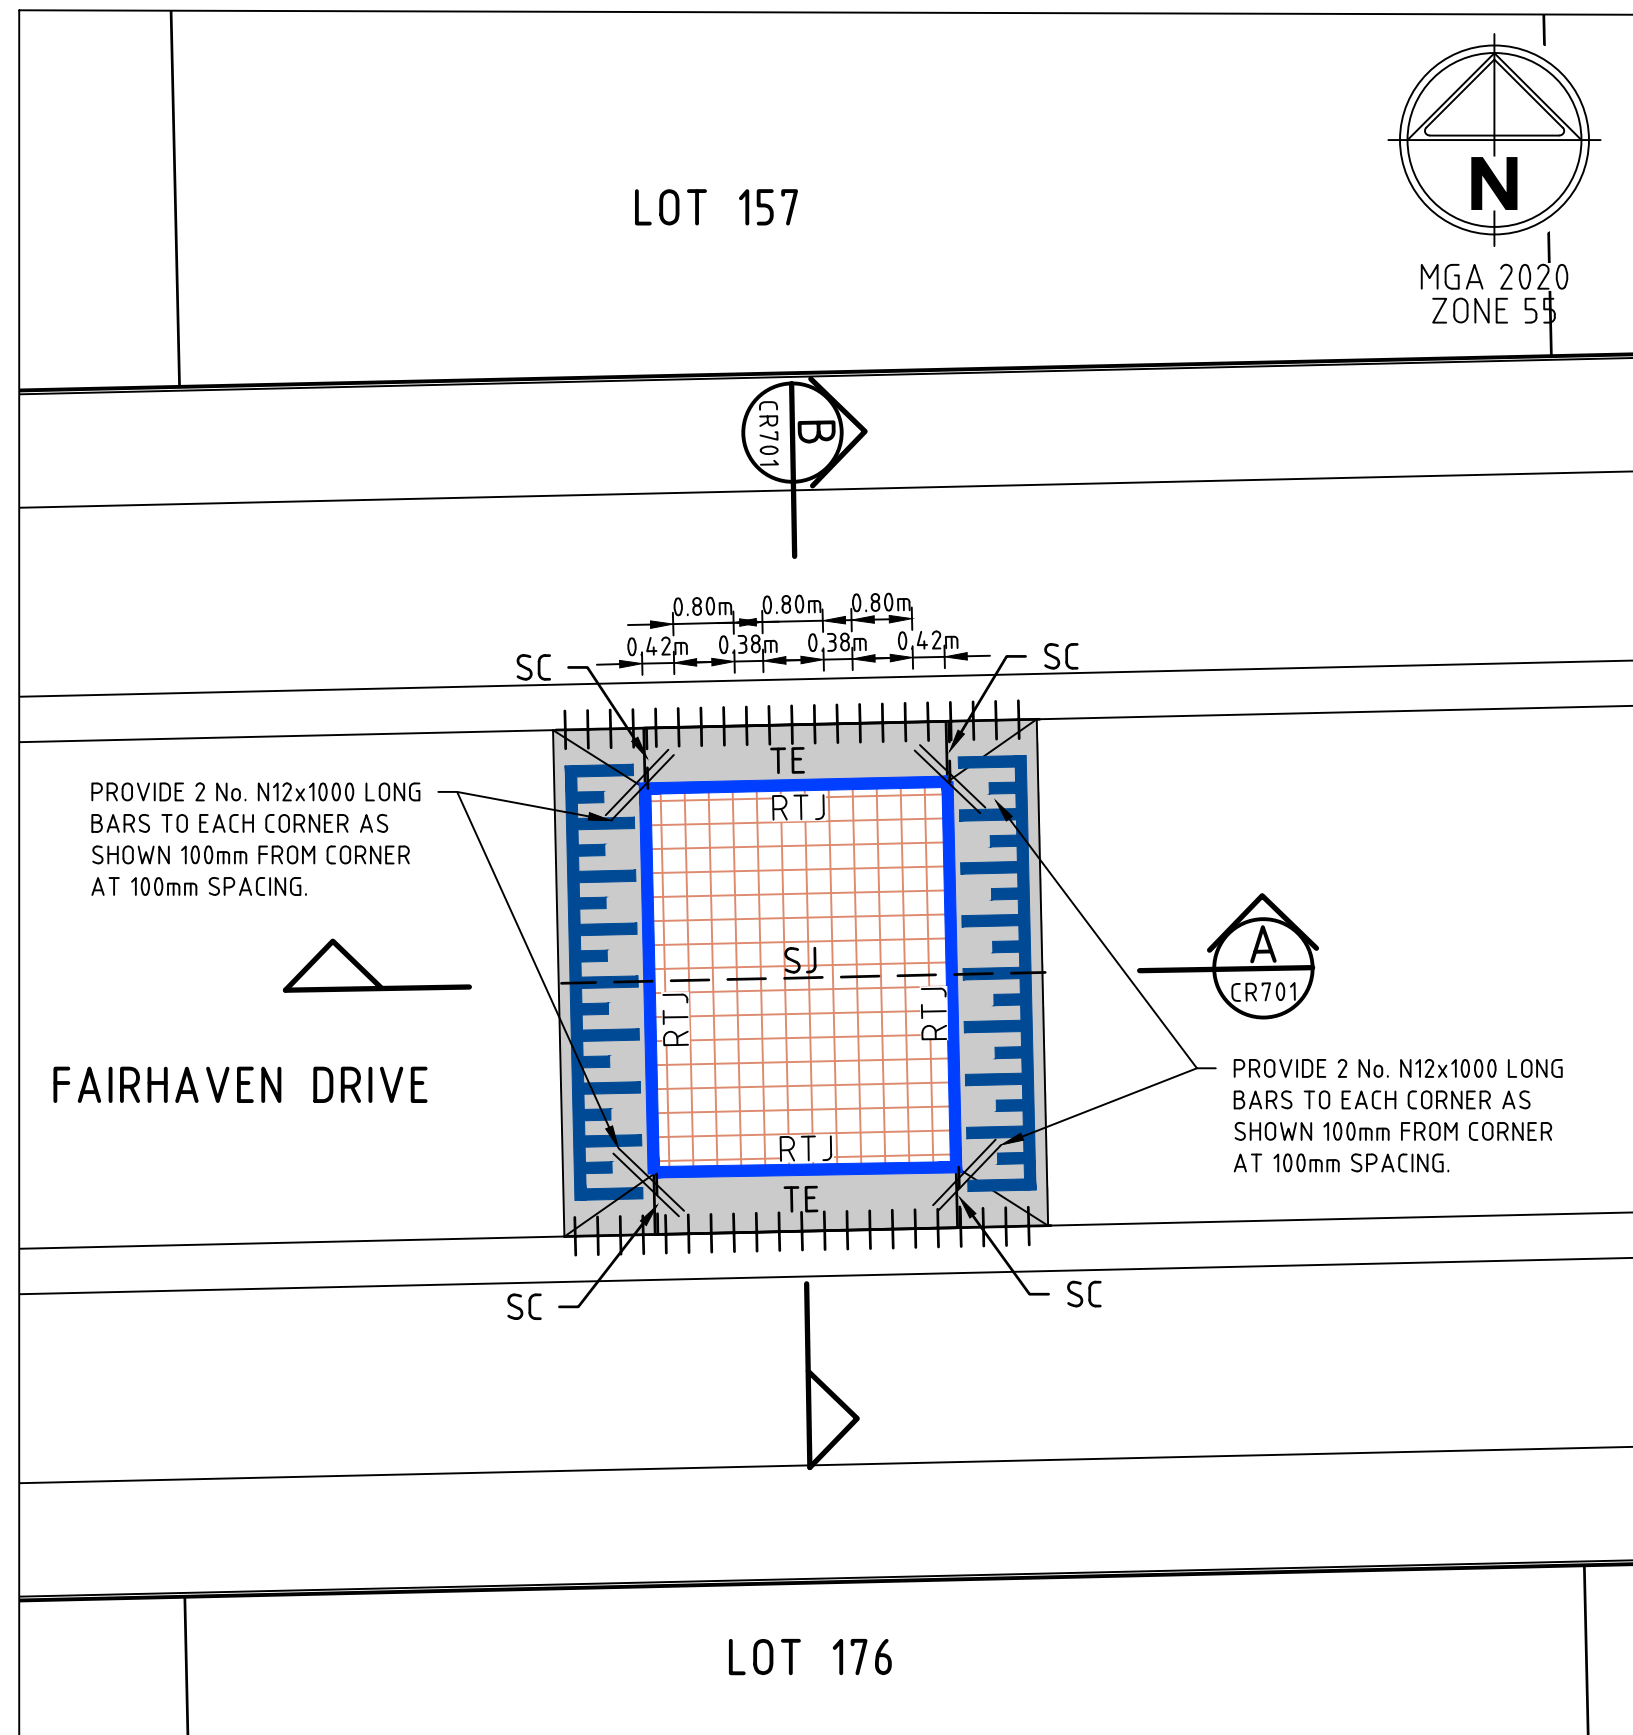 LOT 157
N
MGA 2020
ZONE 55
B
CR701
0.80m 0.80m 0.80m
0.42m 0.38m 0.38m 0.42m
SC
SC
TE
RTJ
PROVIDE 2 No. N12x1000 LONG
BARS TO EACH CORNER AS
SHOWN 100mm FROM CORNER
AT 100mm SPACING.
SJ
A
CR701
RTJ
RTJ
FAIRHAVEN DRIVE
PROVIDE 2 No. N12x1000 LONG
BARS TO EACH CORNER AS
SHOWN 100mm FROM CORNER
AT 100mm SPACING.
RTJ
TE
SC
SC
LOT 176